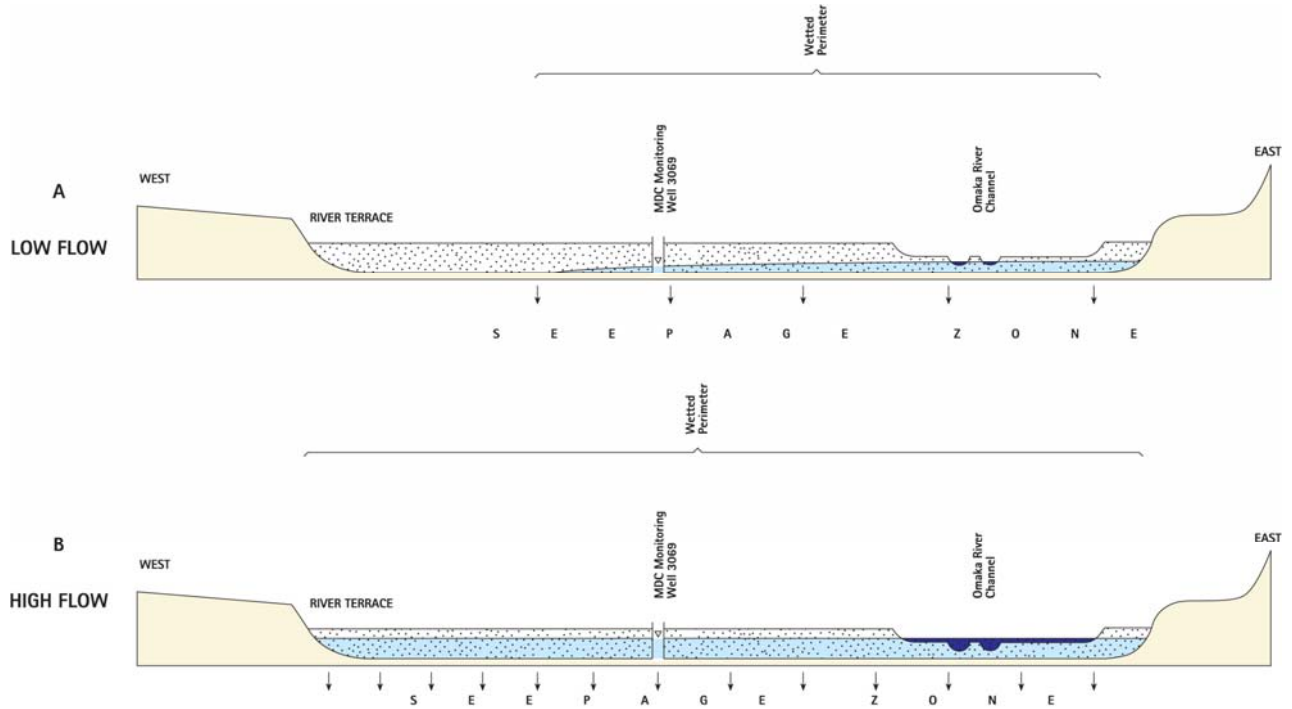 Wetted
Perimeter
A
LOW FLOW
WEST
RIVER TERRACE
MDC Monitoring
Well 3069
Omaka River
Channel
EAST
S E E P A G E Z O N E
Wetted
Perimeter
B
HIGH FLOW
WEST
RIVER TERRACE
MDC Monitoring
Well 3069
Omaka River
Channel
EAST
S E E P A G E Z O N E